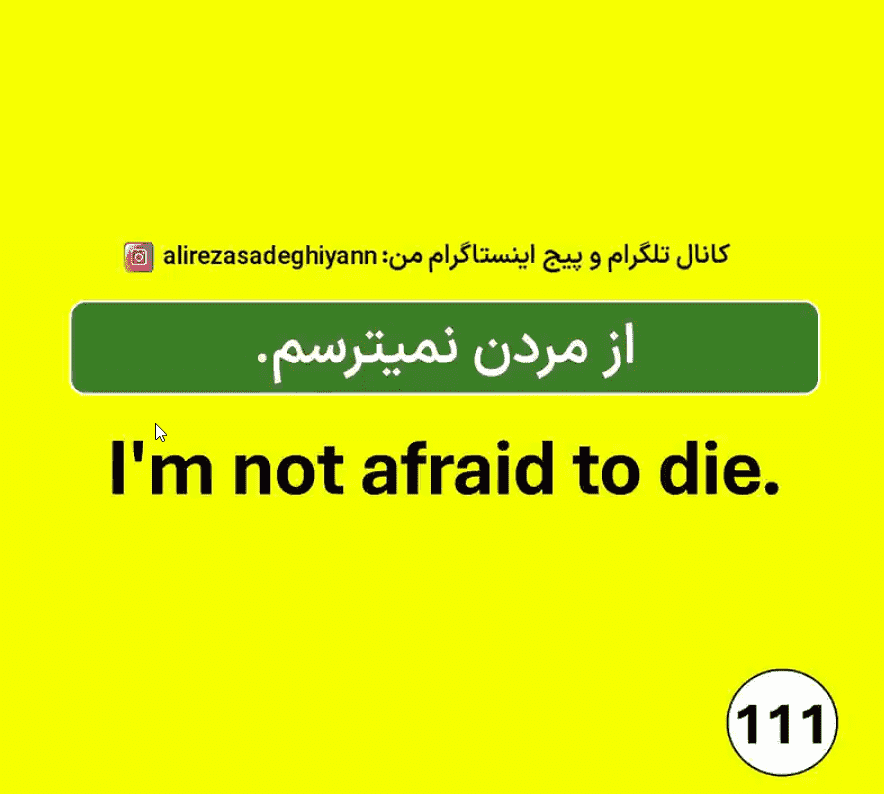 کانال تلگرام و پیج اینستاگرام من: alirezasadeghiyann
از مردن نمیترسم.
I'm not afraid to die.
111